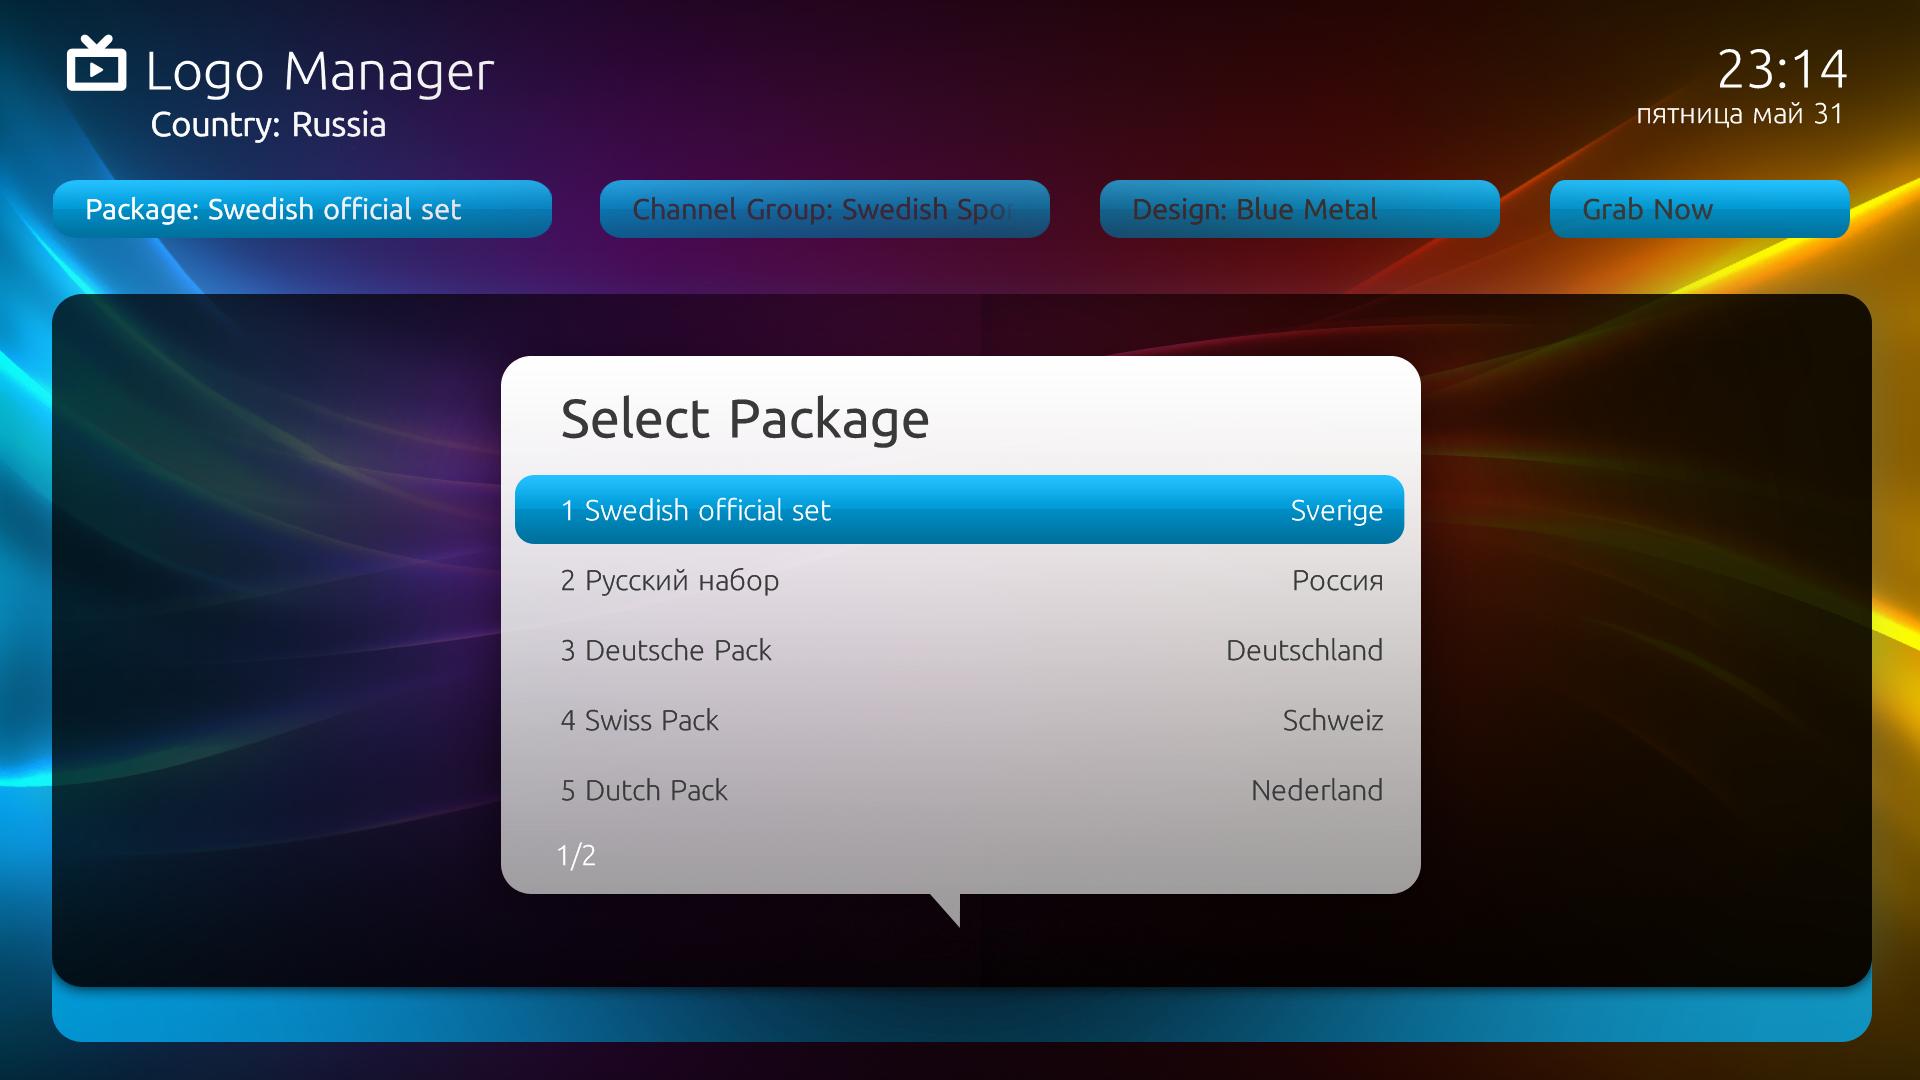 Logo Manager
Country: Russia
23:14
пятница май 31
Package: Swedish official set
Channel Group: Swedish Spor
Design: Blue Metal
Grab Now
Select Package
1 Swedish official set Sverige
2 Русский набор Россия
3 Deutsche Pack Deutschland
4 Swiss Pack Schweiz
5 Dutch Pack Nederland
1/2